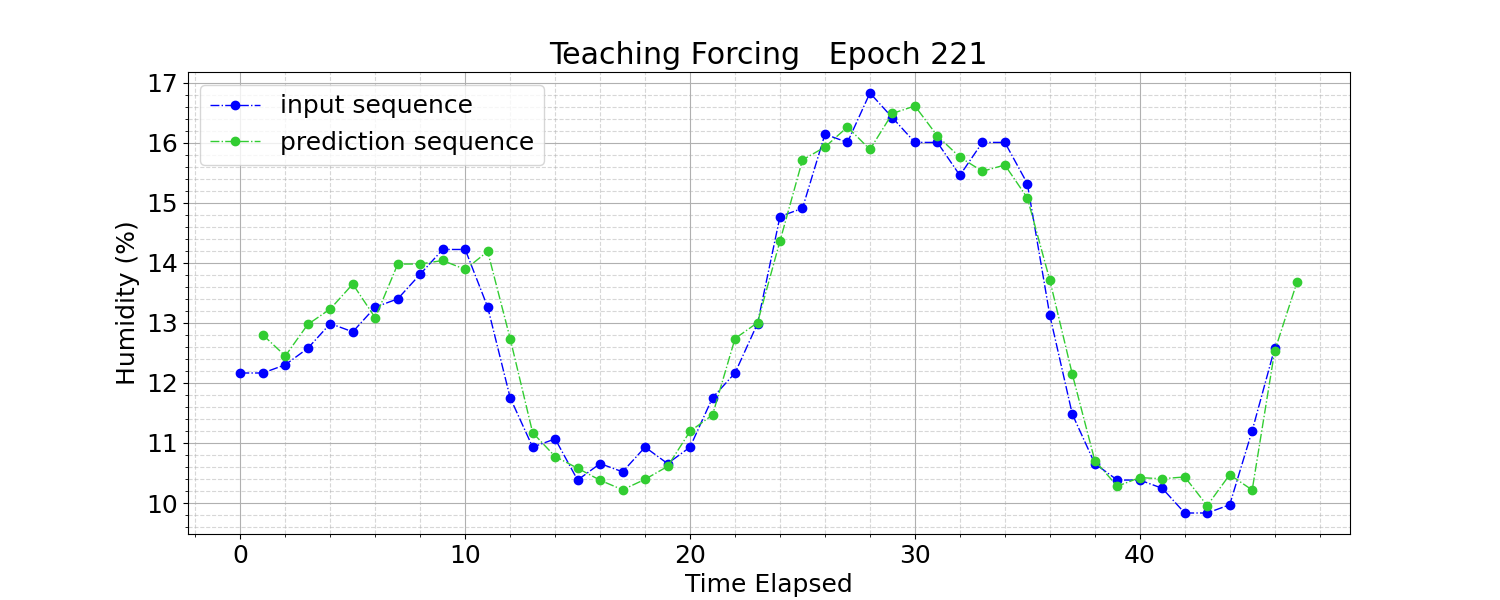 Teaching Forcing   Epoch 221
input sequence
prediction sequence
Humidity (%)
17
16
15
14
13
12
11
10
0 10 20 30 40
Time Elapsed